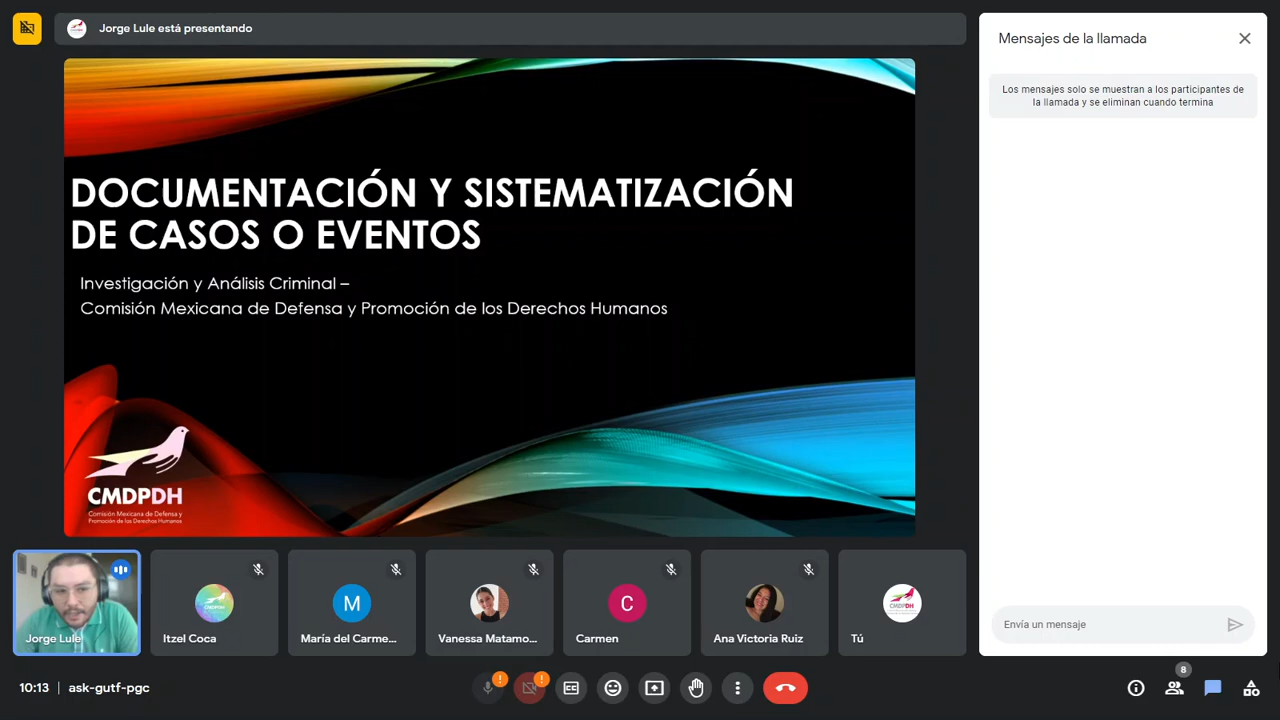 Jorge Lule está presentando
Mensajes de la llamada
Los mensajes solo se muestran a los participantes de
la llamada y se eliminan cuando termina
DOCUMENTACIÓN Y SISTEMATIZACIÓN
DE CASOS O EVENTOS
Investigación y Análisis Criminal –
Comisión Mexicana de Defensa y Promoción de los Derechos Humanos
CMDPDH
Comisión Mexicana de Defensa y
Promoción de los Derechos Humanos
Jorge Lule
CMDPDH
Itzel Coca
M
María del Carme...
Vanessa Matamo...
C
Carmen
Ana Victoria Ruiz
CMDPDH
Tú
Envía un mensaje
10:13 | ask-gutf-pgc
8